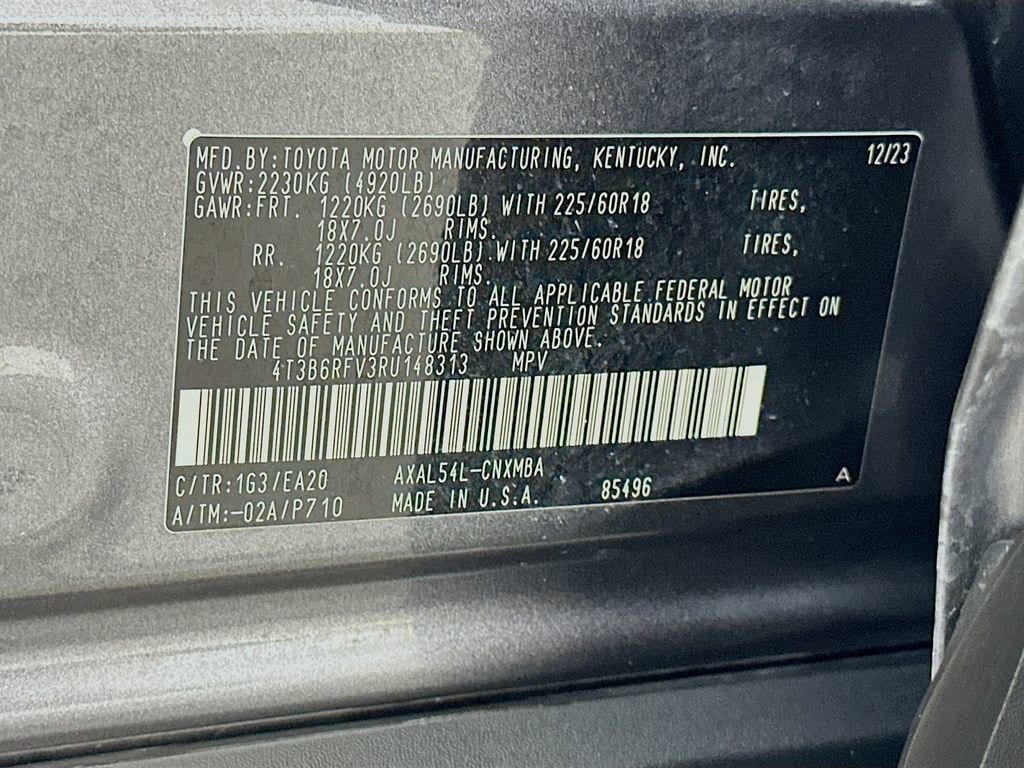 MFD.BY:TOYOTA MOTOR MANUFACTURING, KENTUCKY, INC. 12/23
GVWR:2230KG (4920LB)
GAWR:FRT. 1220KG (2690LB) WITH 225/60R18 TIRES,
18X7.0J RIMS.
RR. 1220KG (2690LB) WITH 225/60R18 TIRES,
18X7.0J RIMS.
THIS VEHICLE CONFORMS TO ALL APPLICABLE FEDERAL MOTOR
VEHICLE SAFETY AND THEFT PREVENTION STANDARDS IN EFFECT ON
THE DATE OF MANUFACTURE SHOWN ABOVE.
4T3B6RFV3RU148313 MPV
C/TR:1G3/EA20 AXAL54L-CNXMBA
A/TM:-02A/P710 MADE IN U.S.A. 85496 A